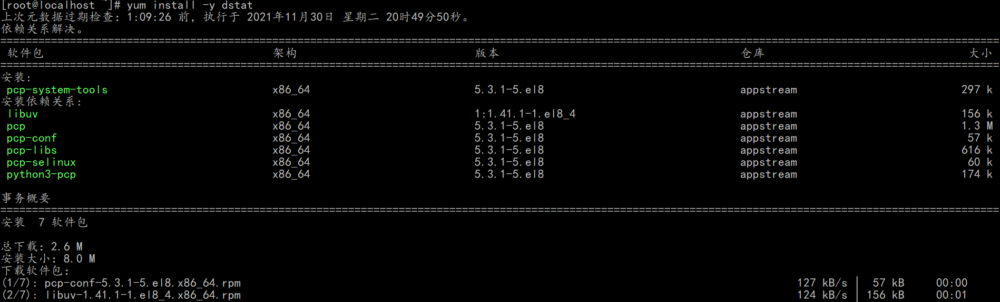 [root@localhost ~]# yum install -y dstat
上次元数据过期检查：1:09:26 前，执行于 2021年11月30日 星期二 20时49分50秒。
依赖关系解决。
================================================================================
软件包 架构 版本 仓库 大小
================================================================================
安装:
pcp-system-tools x86_64 5.3.1-5.el8 appstream 297 k
安装依赖关系:
libuv x86_64 1:1.41.1-1.el8_4 appstream 156 k
pcp x86_64 5.3.1-5.el8 appstream 1.3 M
pcp-conf x86_64 5.3.1-5.el8 appstream 57 k
pcp-libs x86_64 5.3.1-5.el8 appstream 616 k
pcp-selinux x86_64 5.3.1-5.el8 appstream 60 k
python3-pcp x86_64 5.3.1-5.el8 appstream 174 k
事务概要
================================================================================
安装 7 软件包
总下载：2.6 M
安装大小：8.0 M
下载软件包：
(1/7): pcp-conf-5.3.1-5.el8.x86_64.rpm 127 kB/s | 57 kB 00:00
(2/7): libuv-1.41.1-1.el8_4.x86_64.rpm 124 kB/s | 156 kB 00:01